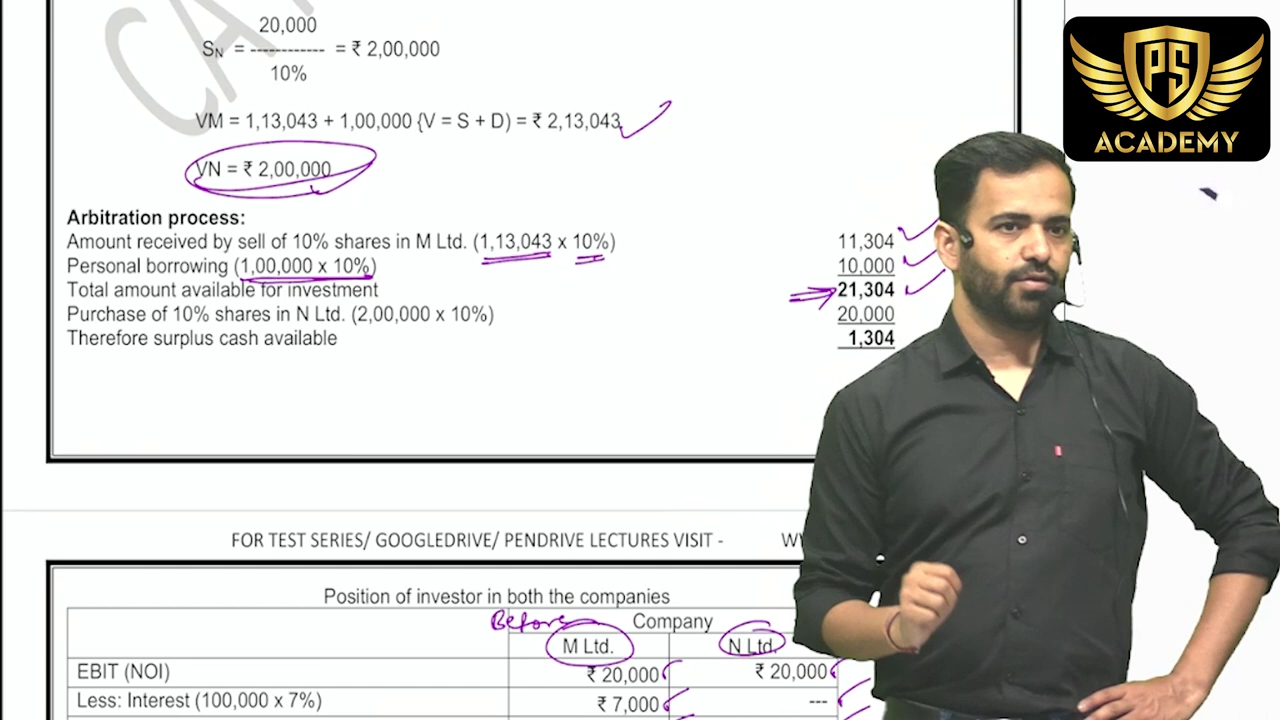 20,000
SN = ------------ = ₹ 2,00,000
10%
VM = 1,13,043 + 1,00,000 {V = S + D) = ₹ 2,13,043
VN = ₹ 2,00,000
Arbitration process:
Amount received by sell of 10% shares in M Ltd. (1,13,043 x 10%) 11,304
Personal borrowing (1,00,000 x 10%) 10,000
Total amount available for investment 21,304
Purchase of 10% shares in N Ltd. (2,00,000 x 10%) 20,000
Therefore surplus cash available 1,304
PS
ACADEMY
FOR TEST SERIES/ GOOGLEDRIVE/ PENDRIVE LECTURES VISIT -
Position of investor in both the companies
Before Company
M Ltd. N Ltd.
EBIT (NOI) ₹ 20,000 ₹ 20,000
Less: Interest (100,000 x 7%) ₹ 7,000 ---